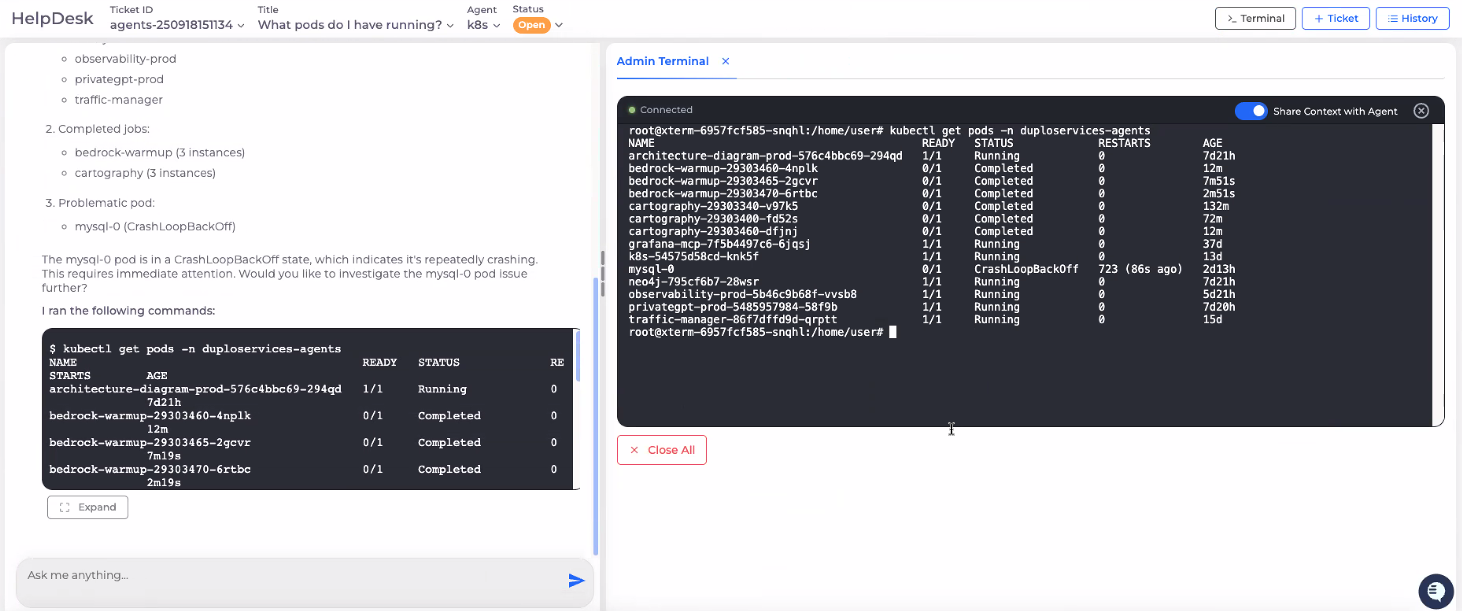 HelpDesk
Ticket ID
agents-250918151134
Title
What pods do I have running?
Agent
k8s
Status
Open
Terminal
Ticket
History
observability-prod
privategpt-prod
traffic-manager
2. Completed jobs:
bedrock-warmup (3 instances)
cartography (3 instances)
3. Problematic pod:
mysql-0 (CrashLoopBackOff)
The mysql-0 pod is in a CrashLoopBackOff state, which indicates it's repeatedly crashing.
This requires immediate attention. Would you like to investigate the mysql-0 pod issue
further?
I ran the following commands:
$ kubectl get pods -n duploservices-agents
NAME READY STATUS RE
STARTS AGE
architecture-diagram-prod-576c4bbc69-294qd 1/1 Running 0
7d21h
bedrock-warmup-29303460-4nplk 0/1 Completed 0
12m
bedrock-warmup-29303465-2gcvr 0/1 Completed 0
7m19s
bedrock-warmup-29303470-6rtbc 0/1 Completed 0
2m19s
Expand
Ask me anything...
Admin Terminal
Connected
Share Context with Agent
root@xterm-6957fcf585-snqhl:/home/user# kubectl get pods -n duploservices-agents
NAME READY STATUS RESTARTS AGE
architecture-diagram-prod-576c4bbc69-294qd 1/1 Running 0 7d21h
bedrock-warmup-29303460-4nplk 0/1 Completed 0 12m
bedrock-warmup-29303465-2gcvr 0/1 Completed 0 7m51s
bedrock-warmup-29303470-6rtbc 0/1 Completed 0 2m51s
cartography-29303340-v97k5 0/1 Completed 0 132m
cartography-29303400-fd52s 0/1 Completed 0 72m
cartography-29303460-dfjnj 0/1 Completed 0 12m
grafana-mcp-7f5b4497c6-6jqsj 1/1 Running 0 37d
k8s-54575d58cd-knk5f 1/1 Running 0 13d
mysql-0 0/1 CrashLoopBackOff 723 (86s ago) 2d13h
neo4j-795cf6b7-28wsr 1/1 Running 0 7d21h
observability-prod-5b46c9b68f-vvsb8 1/1 Running 0 5d21h
privategpt-prod-5485957984-58f9b 1/1 Running 0 7d20h
traffic-manager-86f7dffd9d-qrptt 1/1 Running 0 15d
root@xterm-6957fcf585-snqhl:/home/user#
Close All